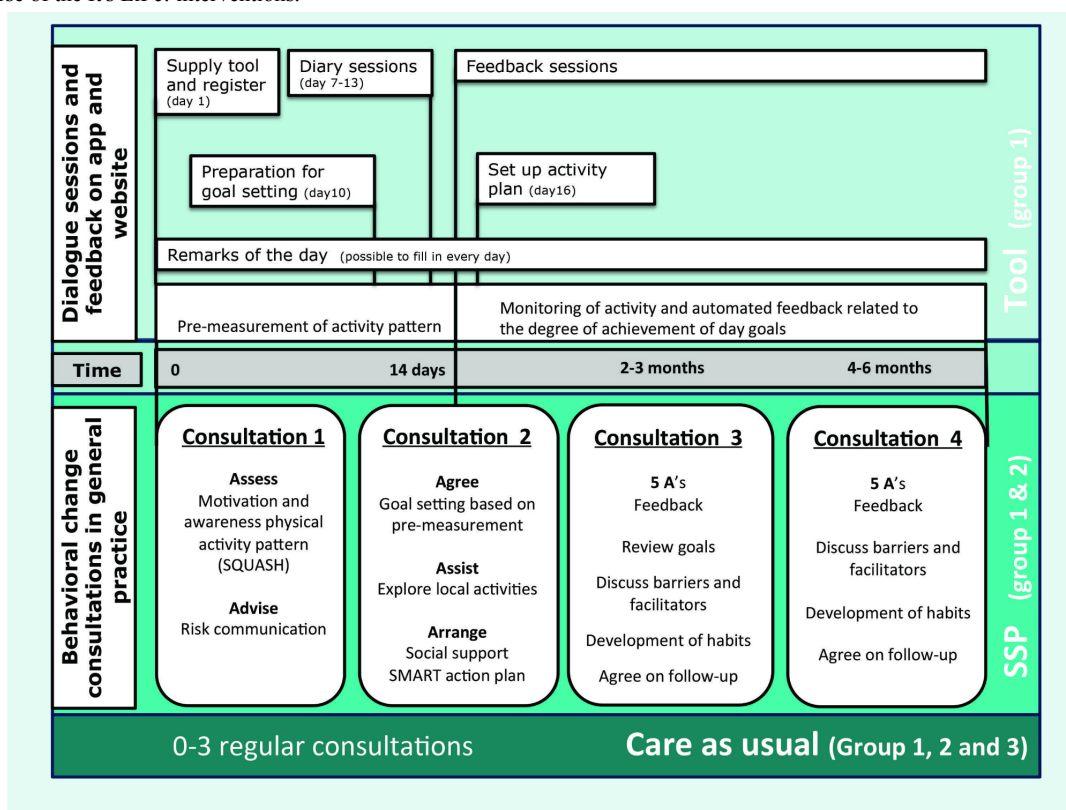 Dialogue sessions and
feedback on app and
website
Supply tool
and register
(day 1)
Diary sessions
(day 7-13)
Feedback sessions
Preparation for
goal setting (day10)
Set up activity
plan (day16)
Remarks of the day (possible to fill in every day)
Pre-measurement of activity pattern
Monitoring of activity and automated feedback related to
the degree of achievement of day goals
Tool (group 1)
Time
0
14 days
2-3 months
4-6 months
Behavioral change
consultations in general
practice
Consultation 1
Assess
Motivation and
awareness physical
activity pattern
(SQUASH)
Advise
Risk communication
Consultation 2
Agree
Goal setting based on
pre-measurement
Assist
Explore local activities
Arrange
Social support
SMART action plan
Consultation 3
5 A's
Feedback
Review goals
Discuss barriers and
facilitators
Development of habits
Agree on follow-up
Consultation 4
5 A's
Feedback
Discuss barriers and
facilitators
Development of habits
Agree on follow-up
SSP (group 1 & 2)
0-3 regular consultations
Care as usual (Group 1, 2 and 3)